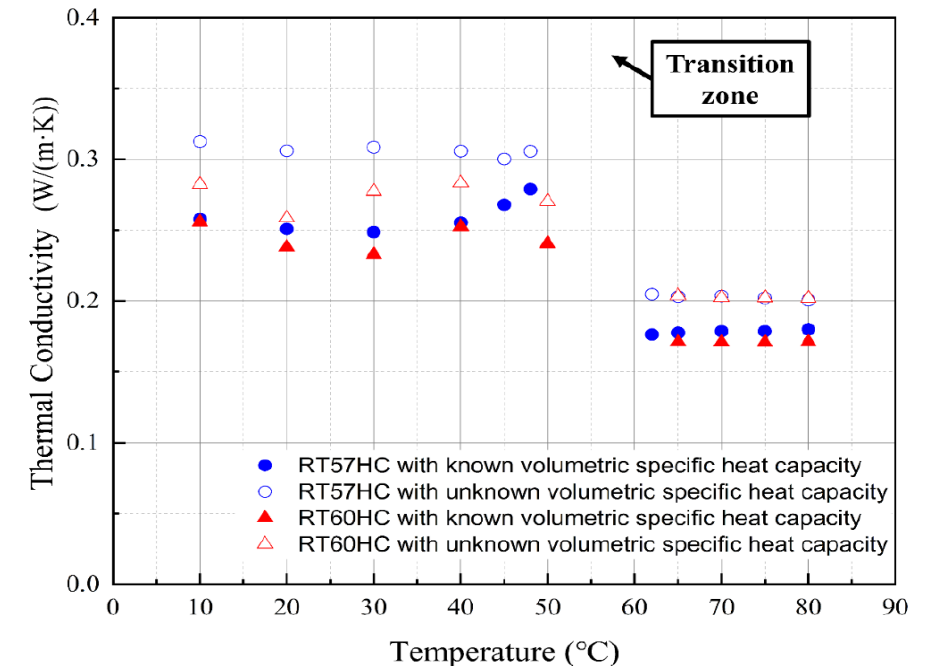 0.4
0.3
0.2
0.1
0.0
Thermal Conductivity (W/(m·K))
Transition
zone
RT57HC with known volumetric specific heat capacity
RT57HC with unknown volumetric specific heat capacity
RT60HC with known volumetric specific heat capacity
RT60HC with unknown volumetric specific heat capacity
0 10 20 30 40 50 60 70 80 90
Temperature (°C)